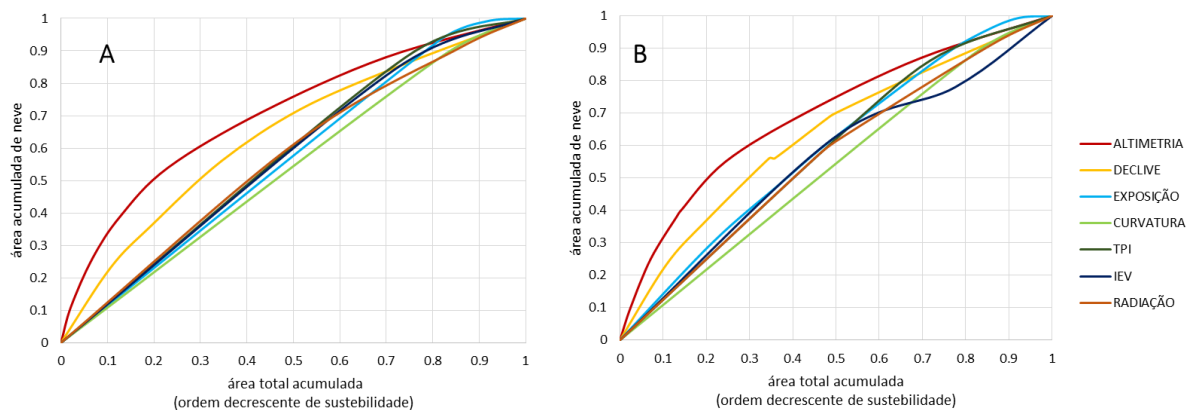 A
área acumulada de neve
1
0.9
0.8
0.7
0.6
0.5
0.4
0.3
0.2
0.1
0
0 0.1 0.2 0.3 0.4 0.5 0.6 0.7 0.8 0.9 1
área total acumulada
(ordem decrescente de sustebilidade)
B
área acumulada de neve
1
0.9
0.8
0.7
0.6
0.5
0.4
0.3
0.2
0.1
0
0 0.1 0.2 0.3 0.4 0.5 0.6 0.7 0.8 0.9 1
área total acumulada
(ordem decrescente de sustebilidade)
ALTIMETRIA
DECLIVE
EXPOSIÇÃO
CURVATURA
TPI
IEV
RADIAÇÃO